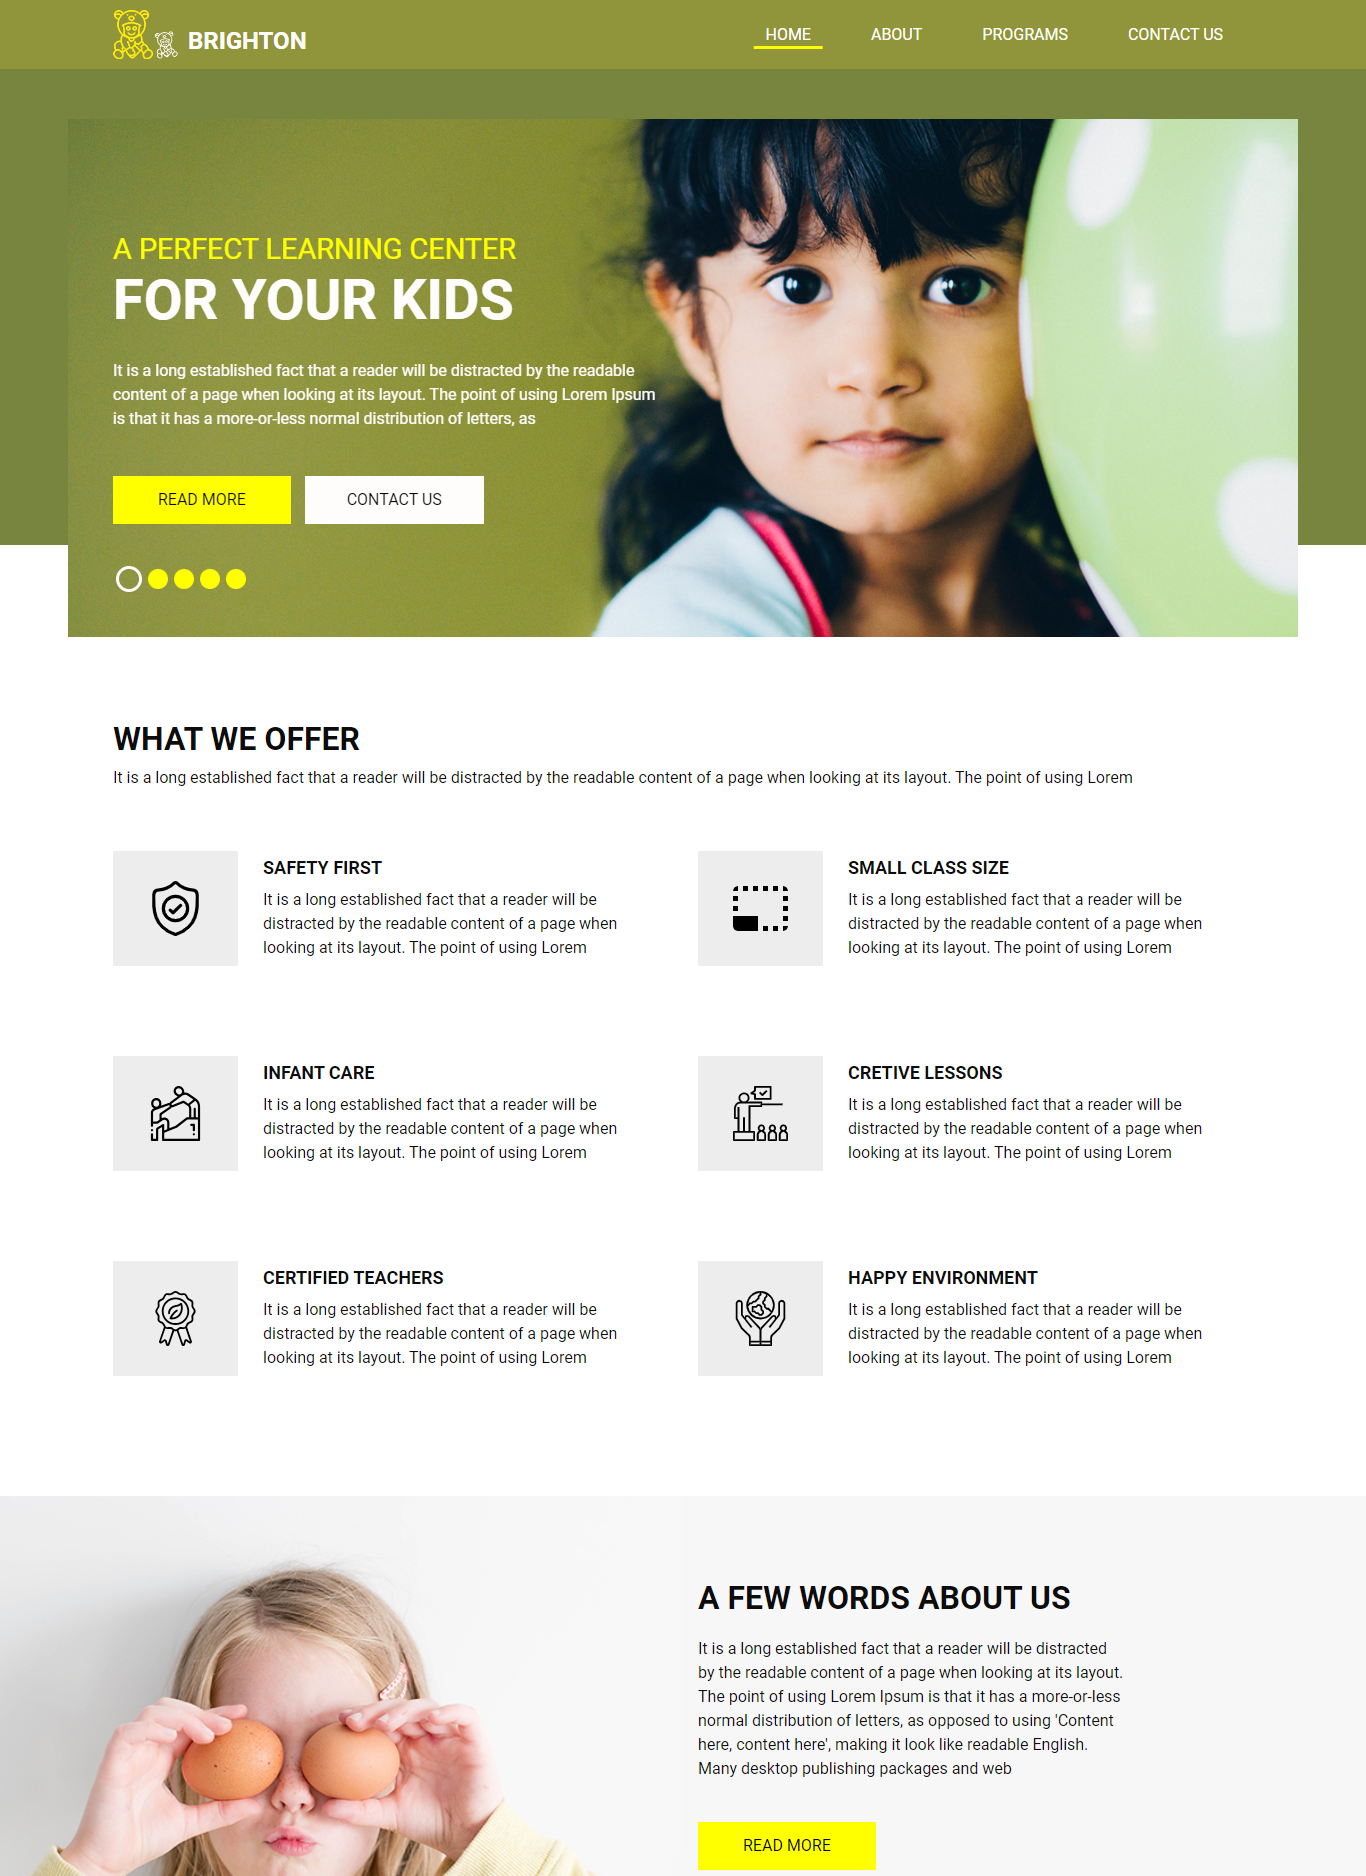 BRIGHTON
HOME
ABOUT
PROGRAMS
CONTACT US
A PERFECT LEARNING CENTER
FOR YOUR KIDS
It is a long established fact that a reader will be distracted by the readable
content of a page when looking at its layout. The point of using Lorem Ipsum
is that it has a more-or-less normal distribution of letters, as
READ MORE
CONTACT US
WHAT WE OFFER
It is a long established fact that a reader will be distracted by the readable content of a page when looking at its layout. The point of using Lorem
SAFETY FIRST
It is a long established fact that a reader will be
distracted by the readable content of a page when
looking at its layout. The point of using Lorem
SMALL CLASS SIZE
It is a long established fact that a reader will be
distracted by the readable content of a page when
looking at its layout. The point of using Lorem
INFANT CARE
It is a long established fact that a reader will be
distracted by the readable content of a page when
looking at its layout. The point of using Lorem
CRETIVE LESSONS
It is a long established fact that a reader will be
distracted by the readable content of a page when
looking at its layout. The point of using Lorem
CERTIFIED TEACHERS
It is a long established fact that a reader will be
distracted by the readable content of a page when
looking at its layout. The point of using Lorem
HAPPY ENVIRONMENT
It is a long established fact that a reader will be
distracted by the readable content of a page when
looking at its layout. The point of using Lorem
A FEW WORDS ABOUT US
It is a long established fact that a reader will be distracted
by the readable content of a page when looking at its layout.
The point of using Lorem Ipsum is that it has a more-or-less
normal distribution of letters, as opposed to using 'Content
here, content here', making it look like readable English.
Many desktop publishing packages and web
READ MORE